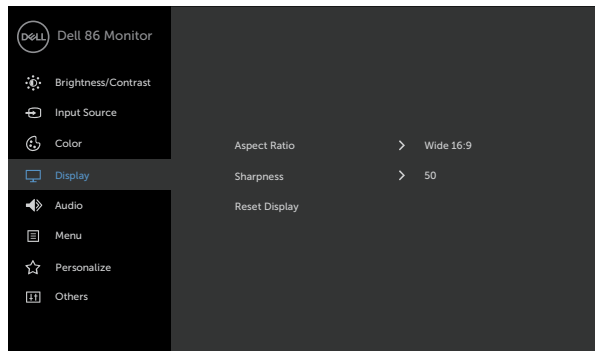 DELL
Dell 86 Monitor
Brightness/Contrast
Input Source
Color
Display
Audio
Menu
Personalize
Others
Aspect Ratio > Wide 16:9
Sharpness > 50
Reset Display